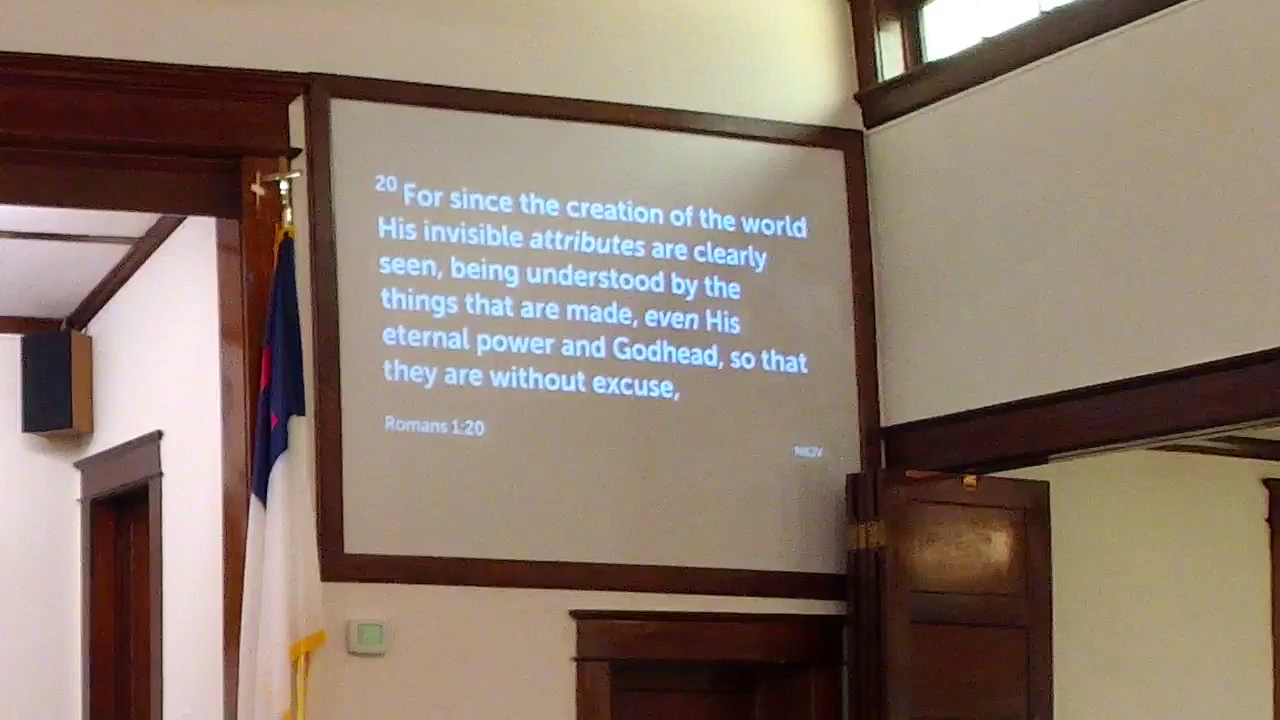 20 For since the creation of the world
His invisible attributes are clearly
seen, being understood by the
things that are made, even His
eternal power and Godhead, so that
they are without excuse,
Romans 1:20
NKJV